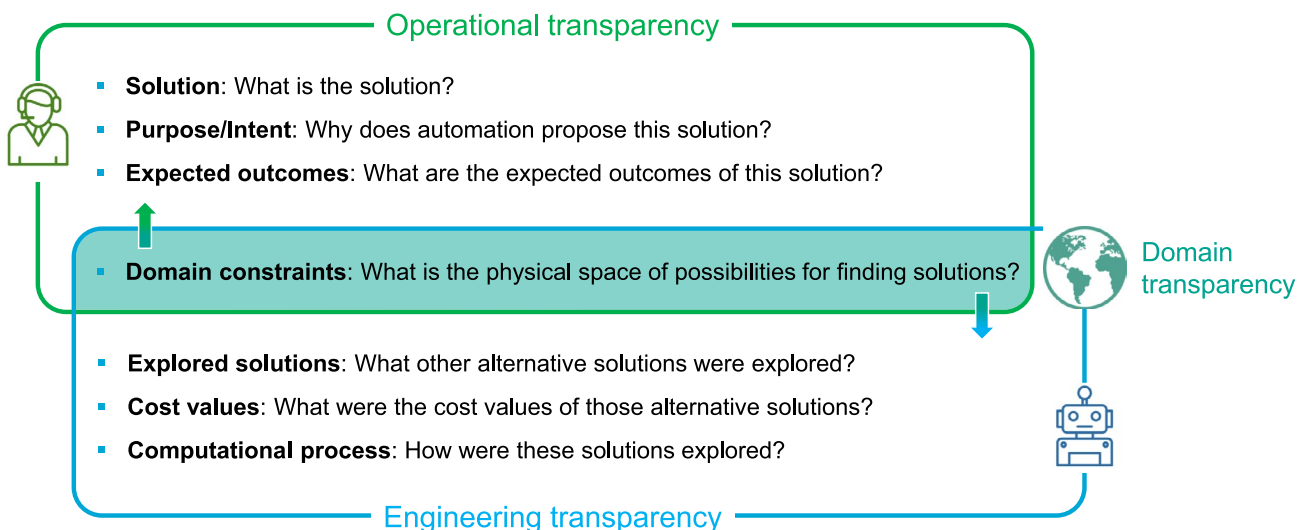 Operational transparency
▪ Solution: What is the solution?
▪ Purpose/Intent: Why does automation propose this solution?
▪ Expected outcomes: What are the expected outcomes of this solution?
▪ Domain constraints: What is the physical space of possibilities for finding solutions?
Domain
transparency
▪ Explored solutions: What other alternative solutions were explored?
▪ Cost values: What were the cost values of those alternative solutions?
▪ Computational process: How were these solutions explored?
Engineering transparency